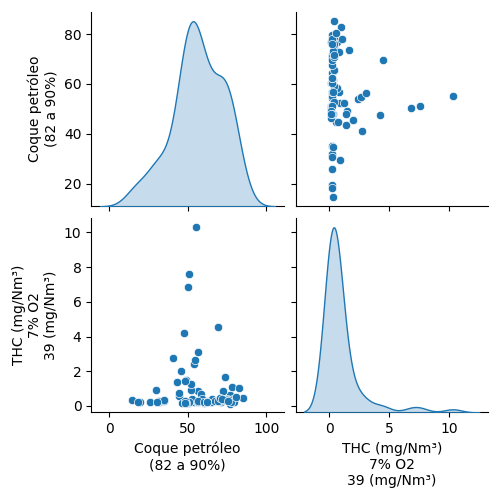 Coque petróleo
(82 a 90%)
80
60
40
20
THC (mg/Nm³)
7% O2
39 (mg/Nm³)
10
8
6
4
2
0
0
50
100
Coque petróleo
(82 a 90%)
0
5
10
THC (mg/Nm³)
7% O2
39 (mg/Nm³)